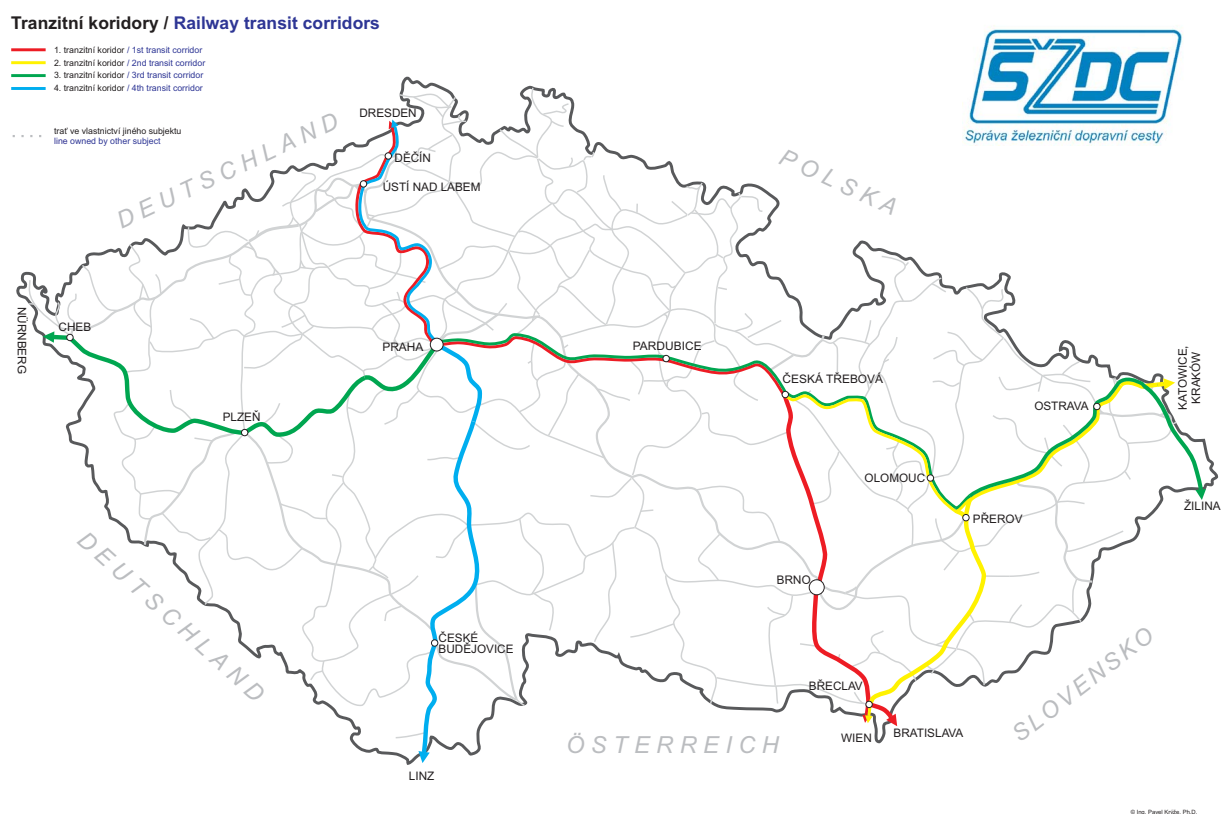 Tranzitní koridory / Railway transit corridors
1. tranzitní koridor / 1st transit corridor
2. tranzitní koridor / 2nd transit corridor
3. tranzitní koridor / 3rd transit corridor
4. tranzitní koridor / 4th transit corridor
trať ve vlastnictví jiného subjektu
line owned by other subject
SŽDC
Správa železniční dopravní cesty
DEUTSCHLAND
POLSKA
DRESDEN
DĚČÍN
ÚSTÍ NAD LABEM
NÜRNBERG
CHEB
PRAHA
PARDUBICE
ČESKÁ TŘEBOVÁ
KATOWICE,
KRAKÓW
OSTRAVA
PLZEŇ
OLOMOUC
ŽILINA
PŘEROV
DEUTSCHLAND
BRNO
ČESKÉ
BUDĚJOVICE
SLOVENSKO
BŘECLAV
WIEN
BRATISLAVA
ÖSTERREICH
LINZ
© Ing. Pavel Krýže, Ph.D.